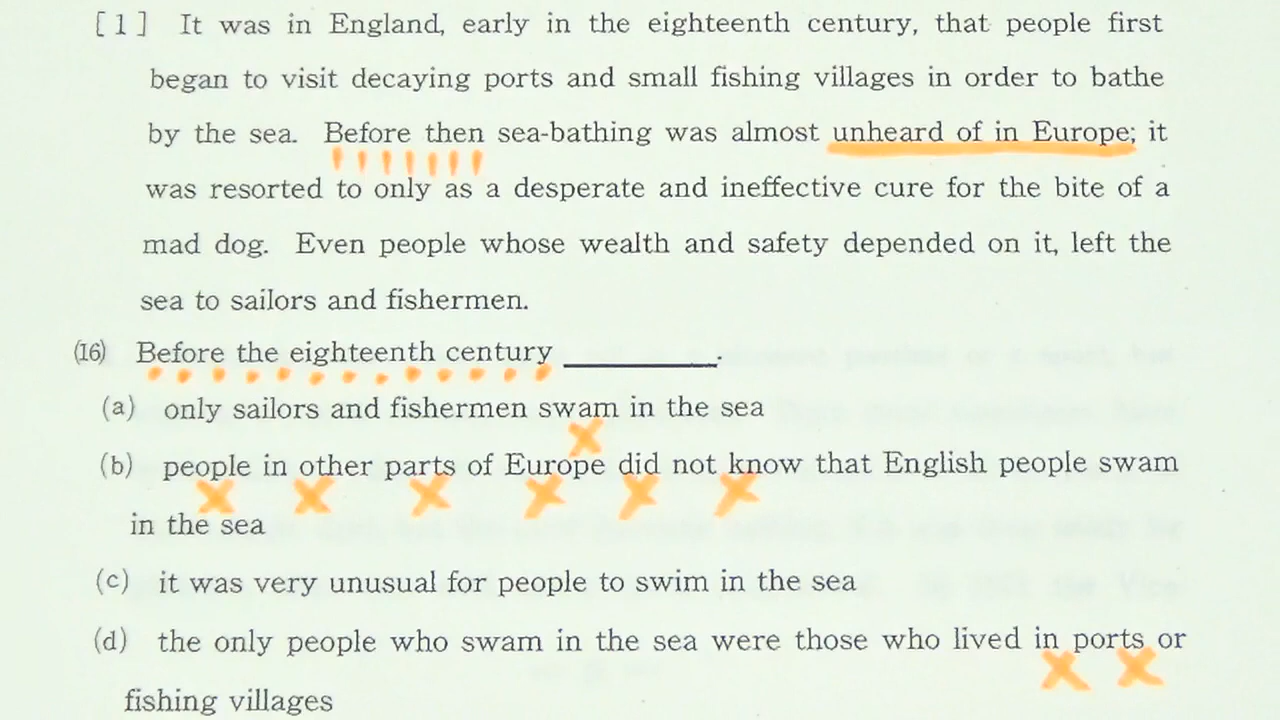 [1] It was in England, early in the eighteenth century, that people first
began to visit decaying ports and small fishing villages in order to bathe
by the sea. Before then sea-bathing was almost unheard of in Europe; it
was resorted to only as a desperate and ineffective cure for the bite of a
mad dog. Even people whose wealth and safety depended on it, left the
sea to sailors and fishermen.
(16) Before the eighteenth century ________.
(a) only sailors and fishermen swam in the sea
(b) people in other parts of Europe did not know that English people swam
in the sea
(c) it was very unusual for people to swim in the sea
(d) the only people who swam in the sea were those who lived in ports or
fishing villages